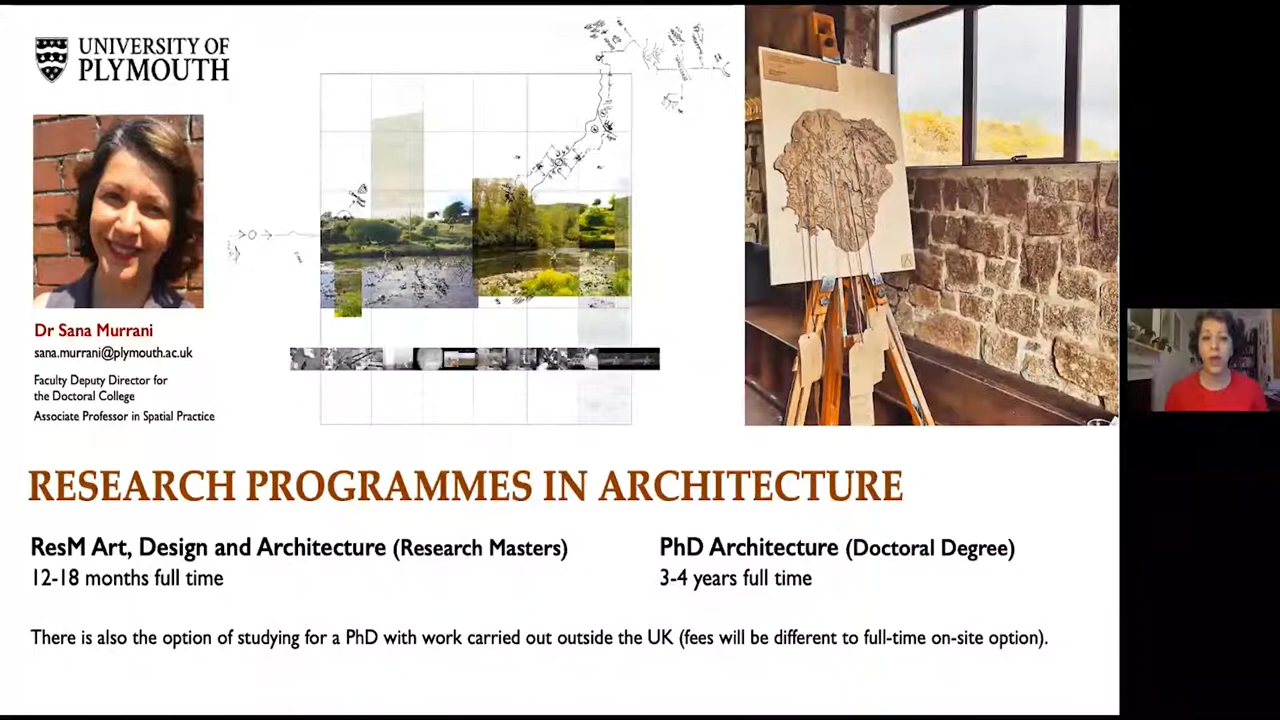 UNIVERSITY OF
PLYMOUTH
Dr Sana Murrani
sana.murrani@plymouth.ac.uk
Faculty Deputy Director for
the Doctoral College
Associate Professor in Spatial Practice
RESEARCH PROGRAMMES IN ARCHITECTURE
ResM Art, Design and Architecture (Research Masters)
12-18 months full time
PhD Architecture (Doctoral Degree)
3-4 years full time
There is also the option of studying for a PhD with work carried out outside the UK (fees will be different to full-time on-site option).